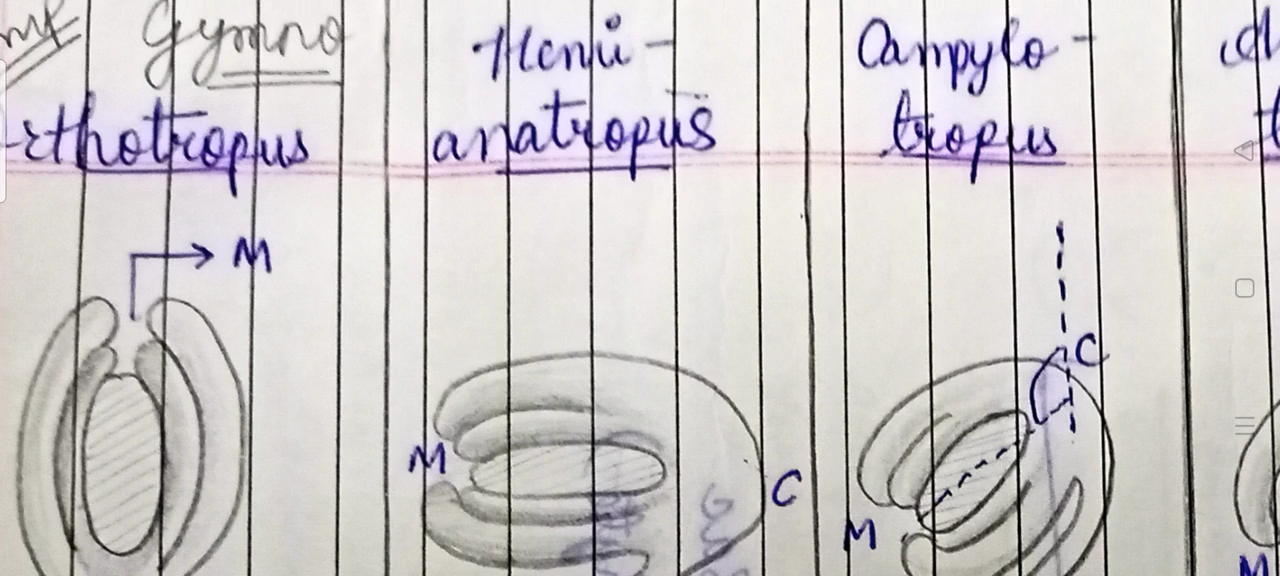 Gymno
-rthotropus
Hemi-
anatropus
Campylo-
tropus
M
M
C
C
M
M